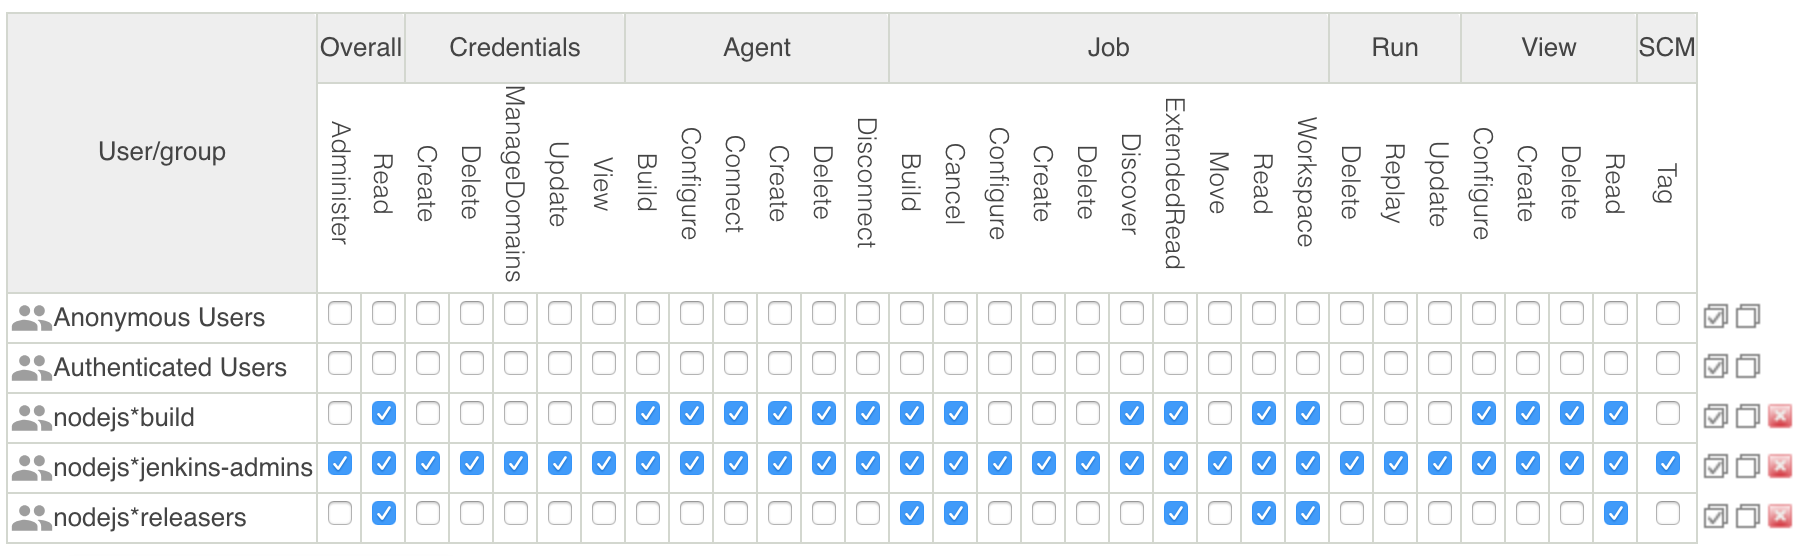 User/group
Overall
Credentials
Agent
Job
Run
View
SCM
Administer
Read
Create
Delete
ManageDomains
Update
View
Build
Configure
Connect
Create
Delete
Disconnect
Build
Cancel
Configure
Create
Delete
Discover
ExtendedRead
Move
Read
Workspace
Delete
Replay
Update
Configure
Create
Delete
Read
Tag
Anonymous Users
Authenticated Users
nodejs*build
nodejs*jenkins-admins
nodejs*releasers